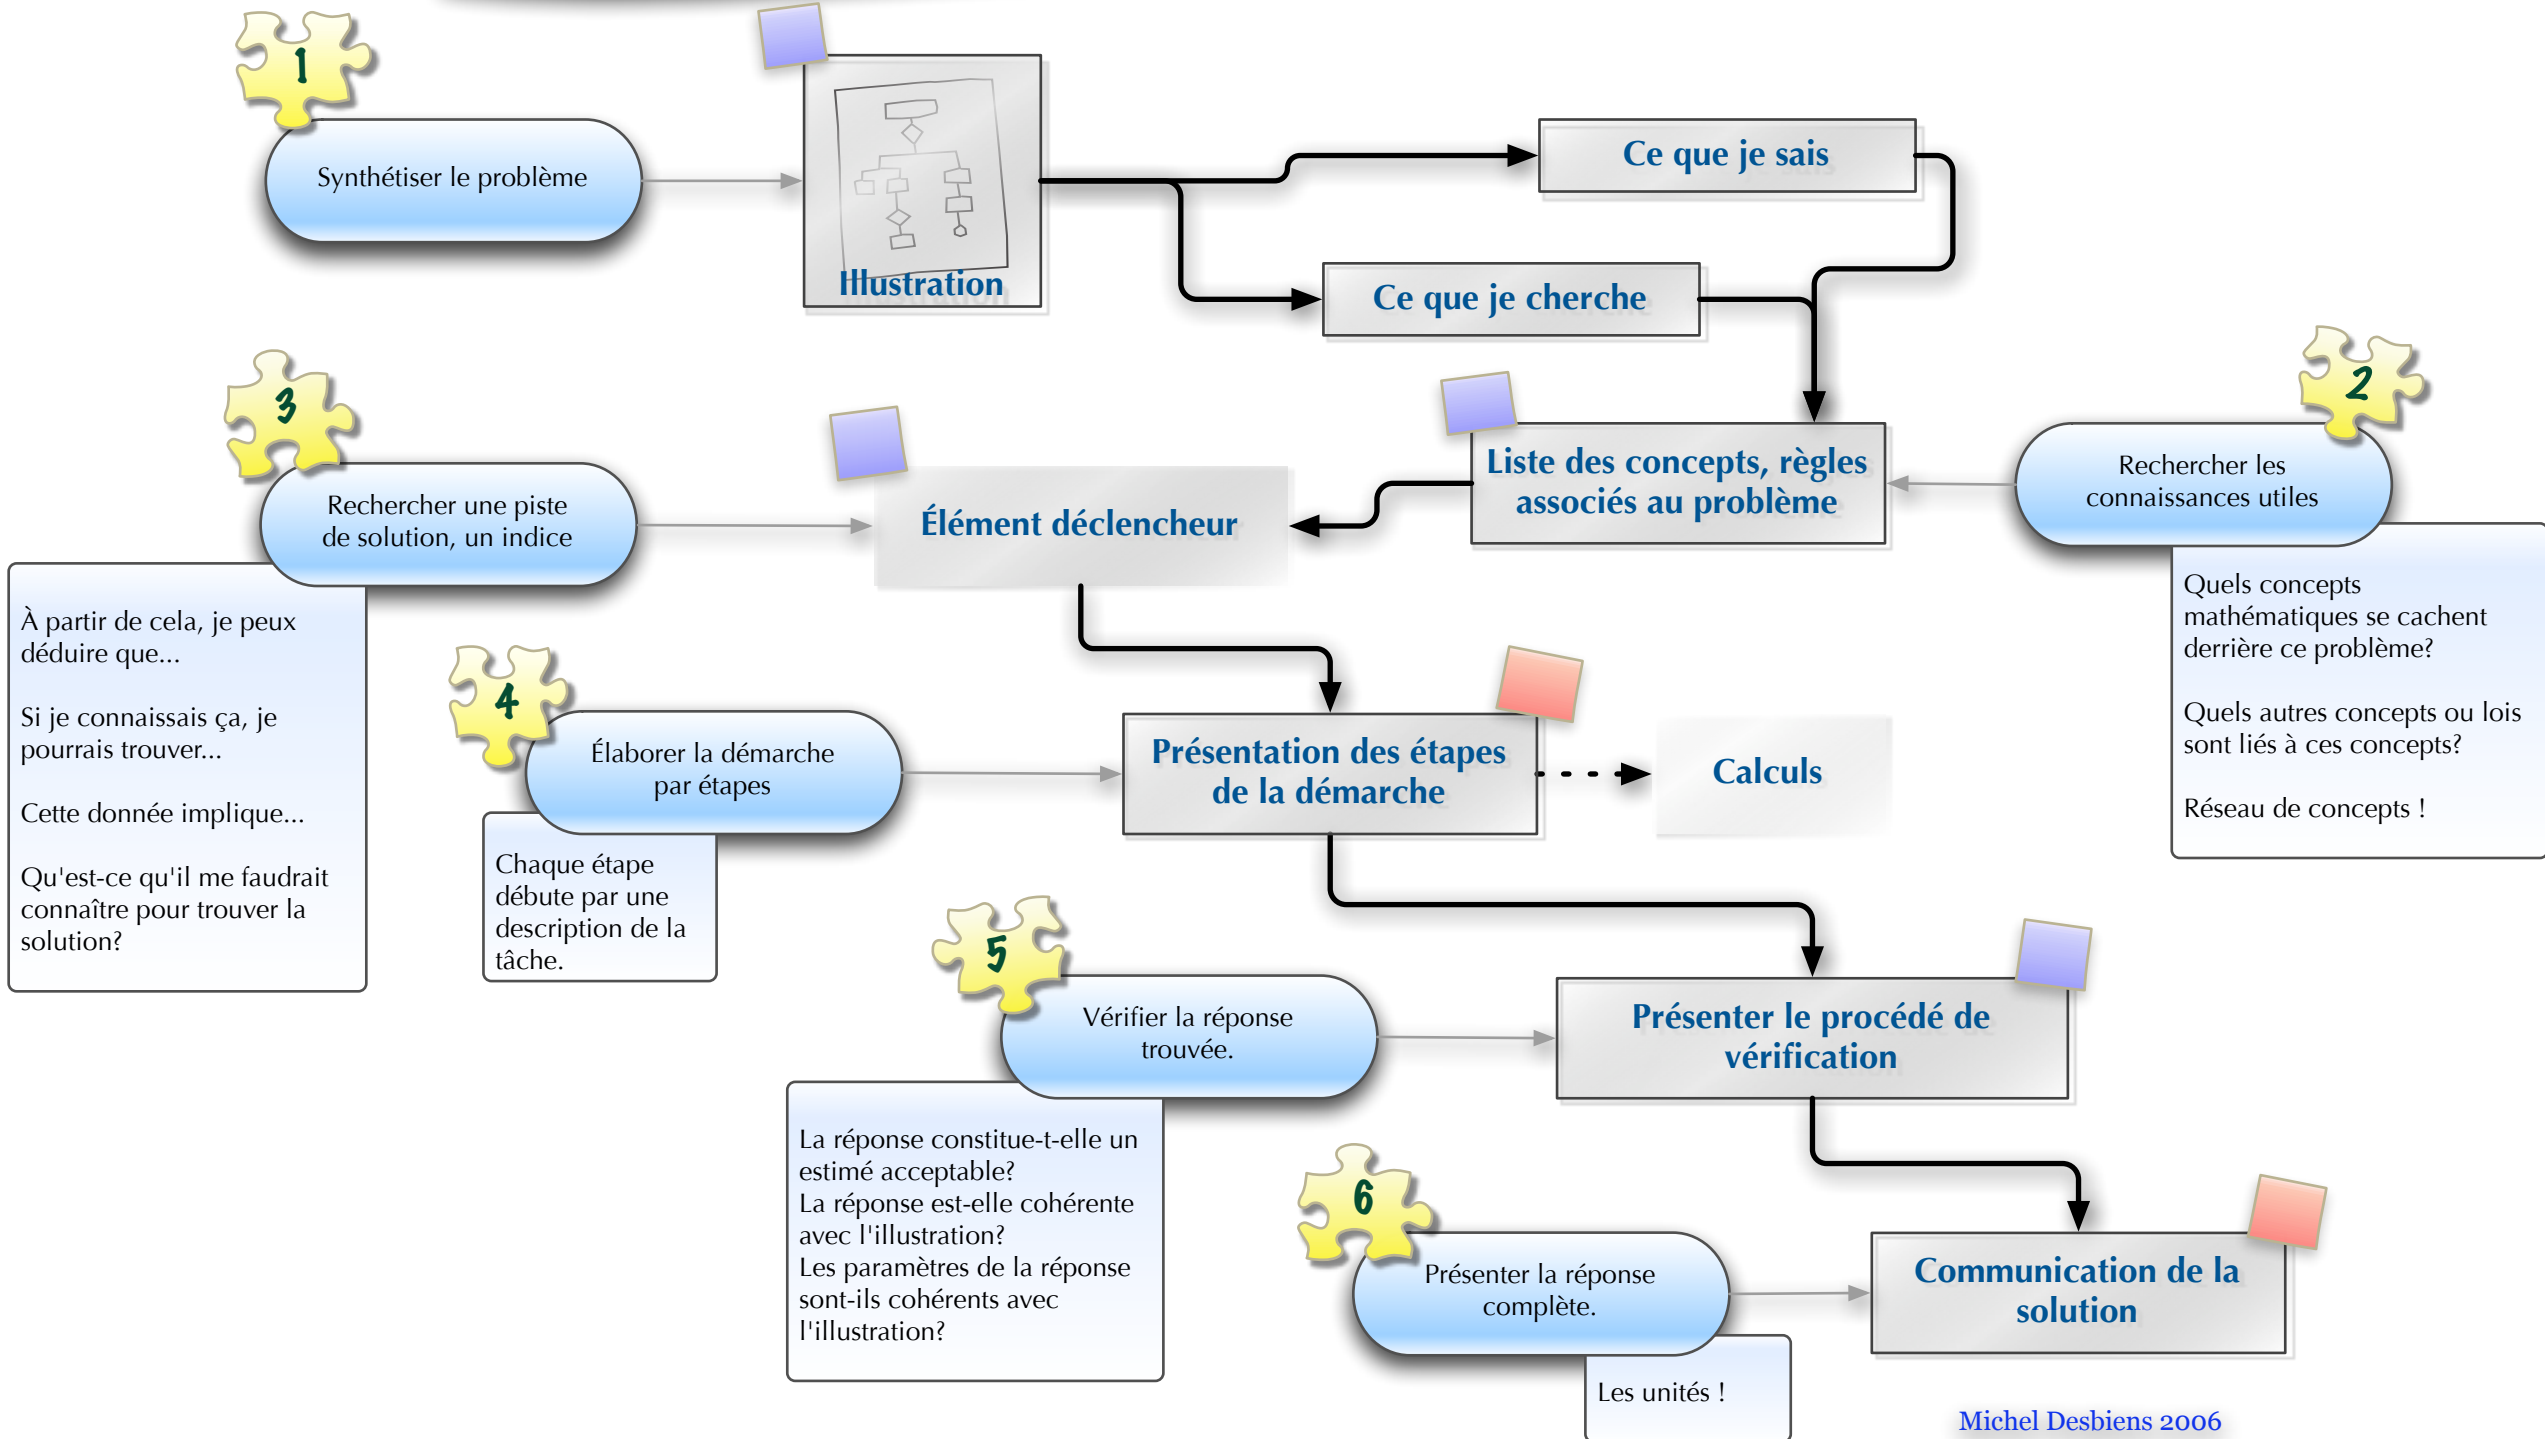 1
Synthétiser le problème
Illustration
Ce que je sais
Ce que je cherche
2
Rechercher les
connaissances utiles
Quels concepts
mathématiques se cachent
derrière ce problème?
Quels autres concepts ou lois
sont liés à ces concepts?
Réseau de concepts !
Liste des concepts, règles
associés au problème
3
Rechercher une piste
de solution, un indice
À partir de cela, je peux
déduire que...
Si je connaissais ça, je
pourrais trouver...
Cette donnée implique...
Qu'est-ce qu'il me faudrait
connaître pour trouver la
solution?
Élément déclencheur
4
Élaborer la démarche
par étapes
Chaque étape
débute par une
description de la
tâche.
Présentation des étapes
de la démarche
Calculs
5
Vérifier la réponse
trouvée.
La réponse constitue-t-elle un
estimé acceptable?
La réponse est-elle cohérente
avec l'illustration?
Les paramètres de la réponse
sont-ils cohérents avec
l'illustration?
Présenter le procédé de
vérification
6
Présenter la réponse
complète.
Les unités !
Communication de la
solution
Michel Desbiens 2006